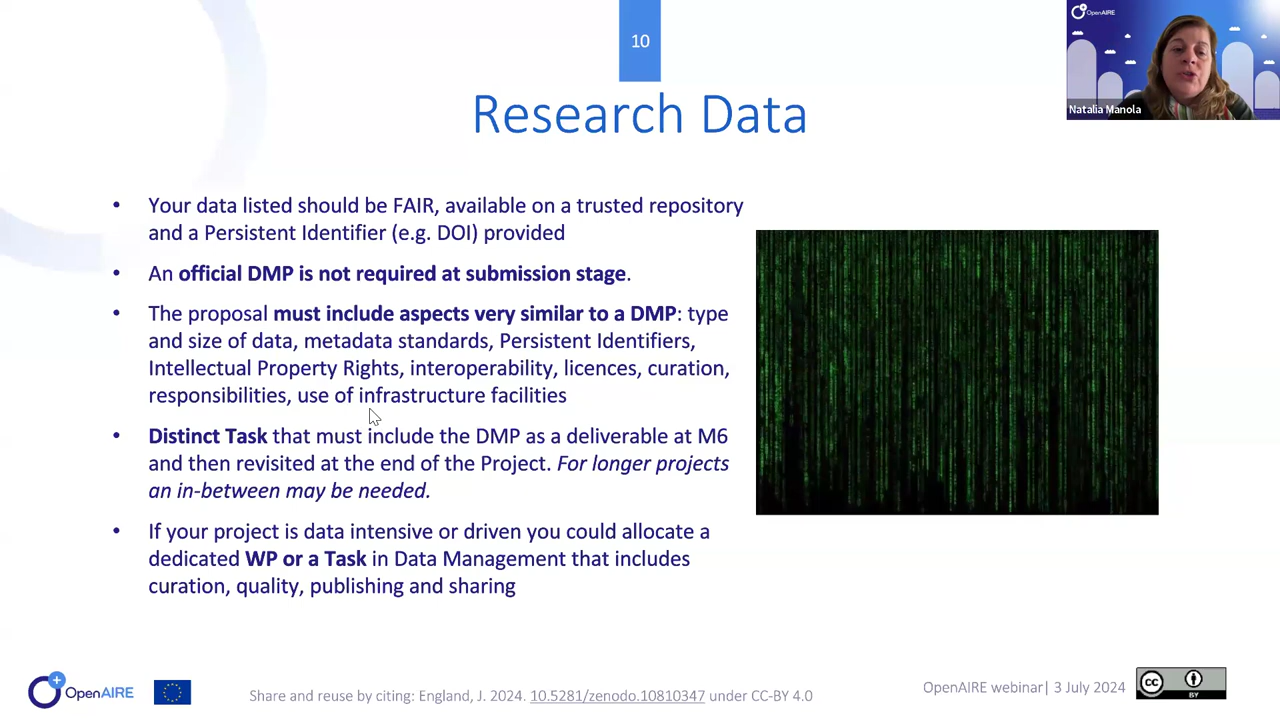 10
OpenAIRE
Natalia Manola
Research Data
• Your data listed should be FAIR, available on a trusted repository
and a Persistent Identifier (e.g. DOI) provided
• An official DMP is not required at submission stage.
• The proposal must include aspects very similar to a DMP: type
and size of data, metadata standards, Persistent Identifiers,
Intellectual Property Rights, interoperability, licences, curation,
responsibilities, use of infrastructure facilities
• Distinct Task that must include the DMP as a deliverable at M6
and then revisited at the end of the Project. For longer projects
an in-between may be needed.
• If your project is data intensive or driven you could allocate a
dedicated WP or a Task in Data Management that includes
curation, quality, publishing and sharing
OpenAIRE
Share and reuse by citing: England, J. 2024. 10.5281/zenodo.10810347 under CC-BY 4.0
OpenAIRE webinar| 3 July 2024
cc
BY